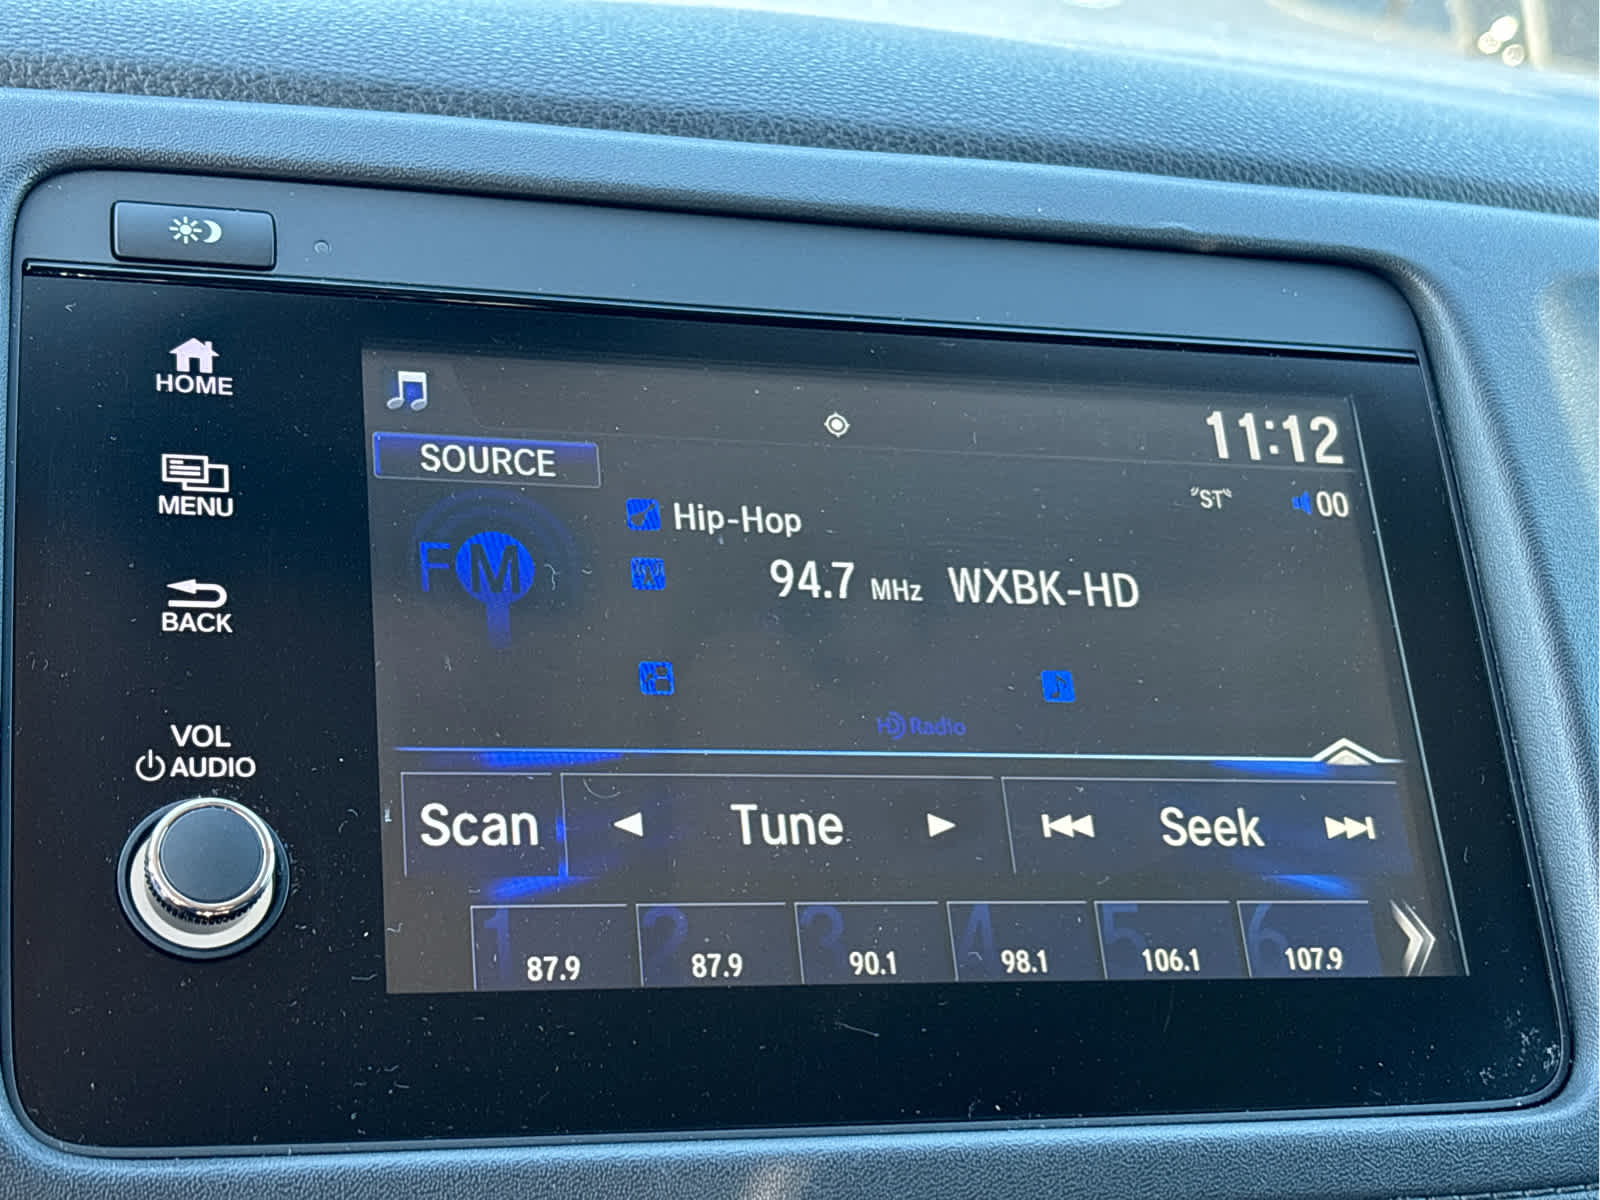 HOME
MENU
BACK
VOL
AUDIO
11:12
SOURCE
"ST"
00
FM
Hip-Hop
94.7 MHz WXBK-HD
HD Radio
Scan
Tune
Seek
1 87.9
2 87.9
3 90.1
4 98.1
5 106.1
6 107.9